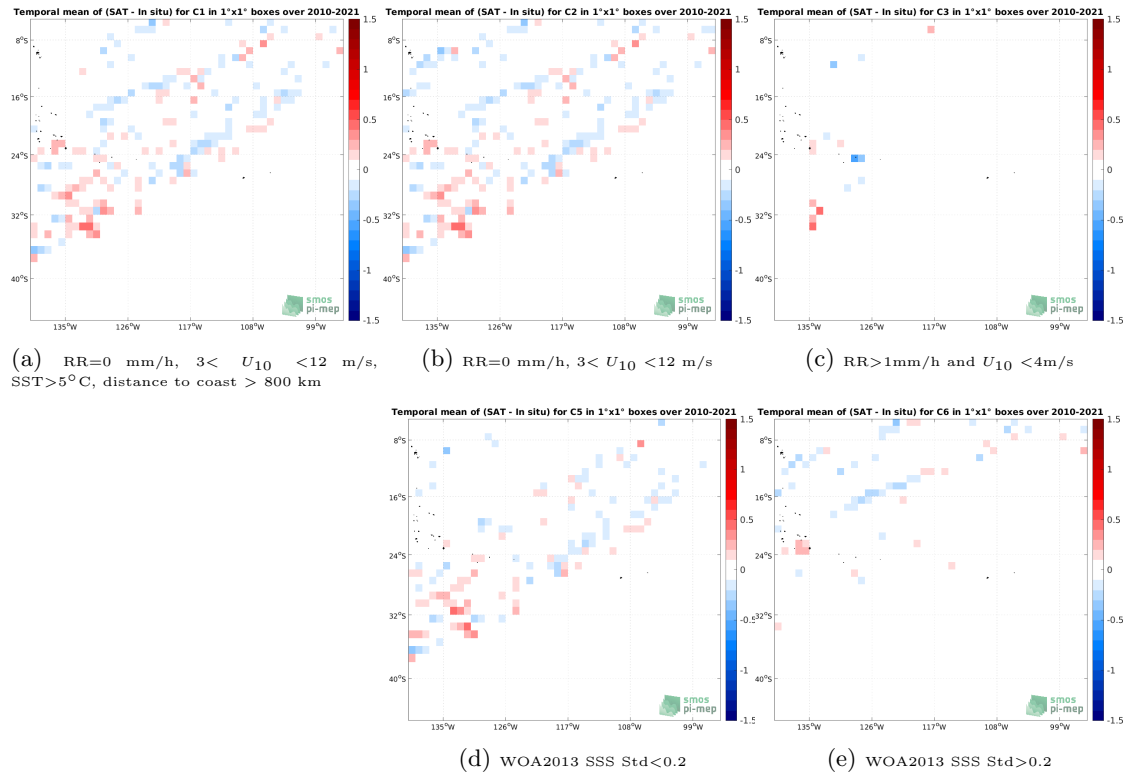 Temporal mean of (SAT - In situ) for C1 in 1°x1° boxes over 2010-2021
8°S
16°S
24°S
32°S
40°S
135°W
126°W
117°W
108°W
99°W
1.5
1
0.5
0
-0.5
-1
-1.5
smos
pi-mep
(a) RR=0 mm/h, 3< U10 <12 m/s,
SST>5°C, distance to coast > 800 km
Temporal mean of (SAT - In situ) for C2 in 1°x1° boxes over 2010-2021
8°S
16°S
24°S
32°S
40°S
135°W
126°W
117°W
108°W
99°W
1.5
1
0.5
0
-0.5
-1
-1.5
smos
pi-mep
(b) RR=0 mm/h, 3< U10 <12 m/s
Temporal mean of (SAT - In situ) for C3 in 1°x1° boxes over 2010-2021
8°S
16°S
24°S
32°S
40°S
135°W
126°W
117°W
108°W
99°W
1.5
1
0.5
0
-0.5
-1
-1.5
smos
pi-mep
(c) RR>1mm/h and U10 <4m/s
Temporal mean of (SAT - In situ) for C5 in 1°x1° boxes over 2010-2021
8°S
16°S
24°S
32°S
40°S
135°W
126°W
117°W
108°W
99°W
1.5
1
0.5
0
-0.5
-1
-1.5
smos
pi-mep
(d) WOA2013 SSS Std<0.2
Temporal mean of (SAT - In situ) for C6 in 1°x1° boxes over 2010-2021
8°S
16°S
24°S
32°S
40°S
135°W
126°W
117°W
108°W
99°W
1.5
1
0.5
0
-0.5
-1
-1.5
smos
pi-mep
(e) WOA2013 SSS Std>0.2